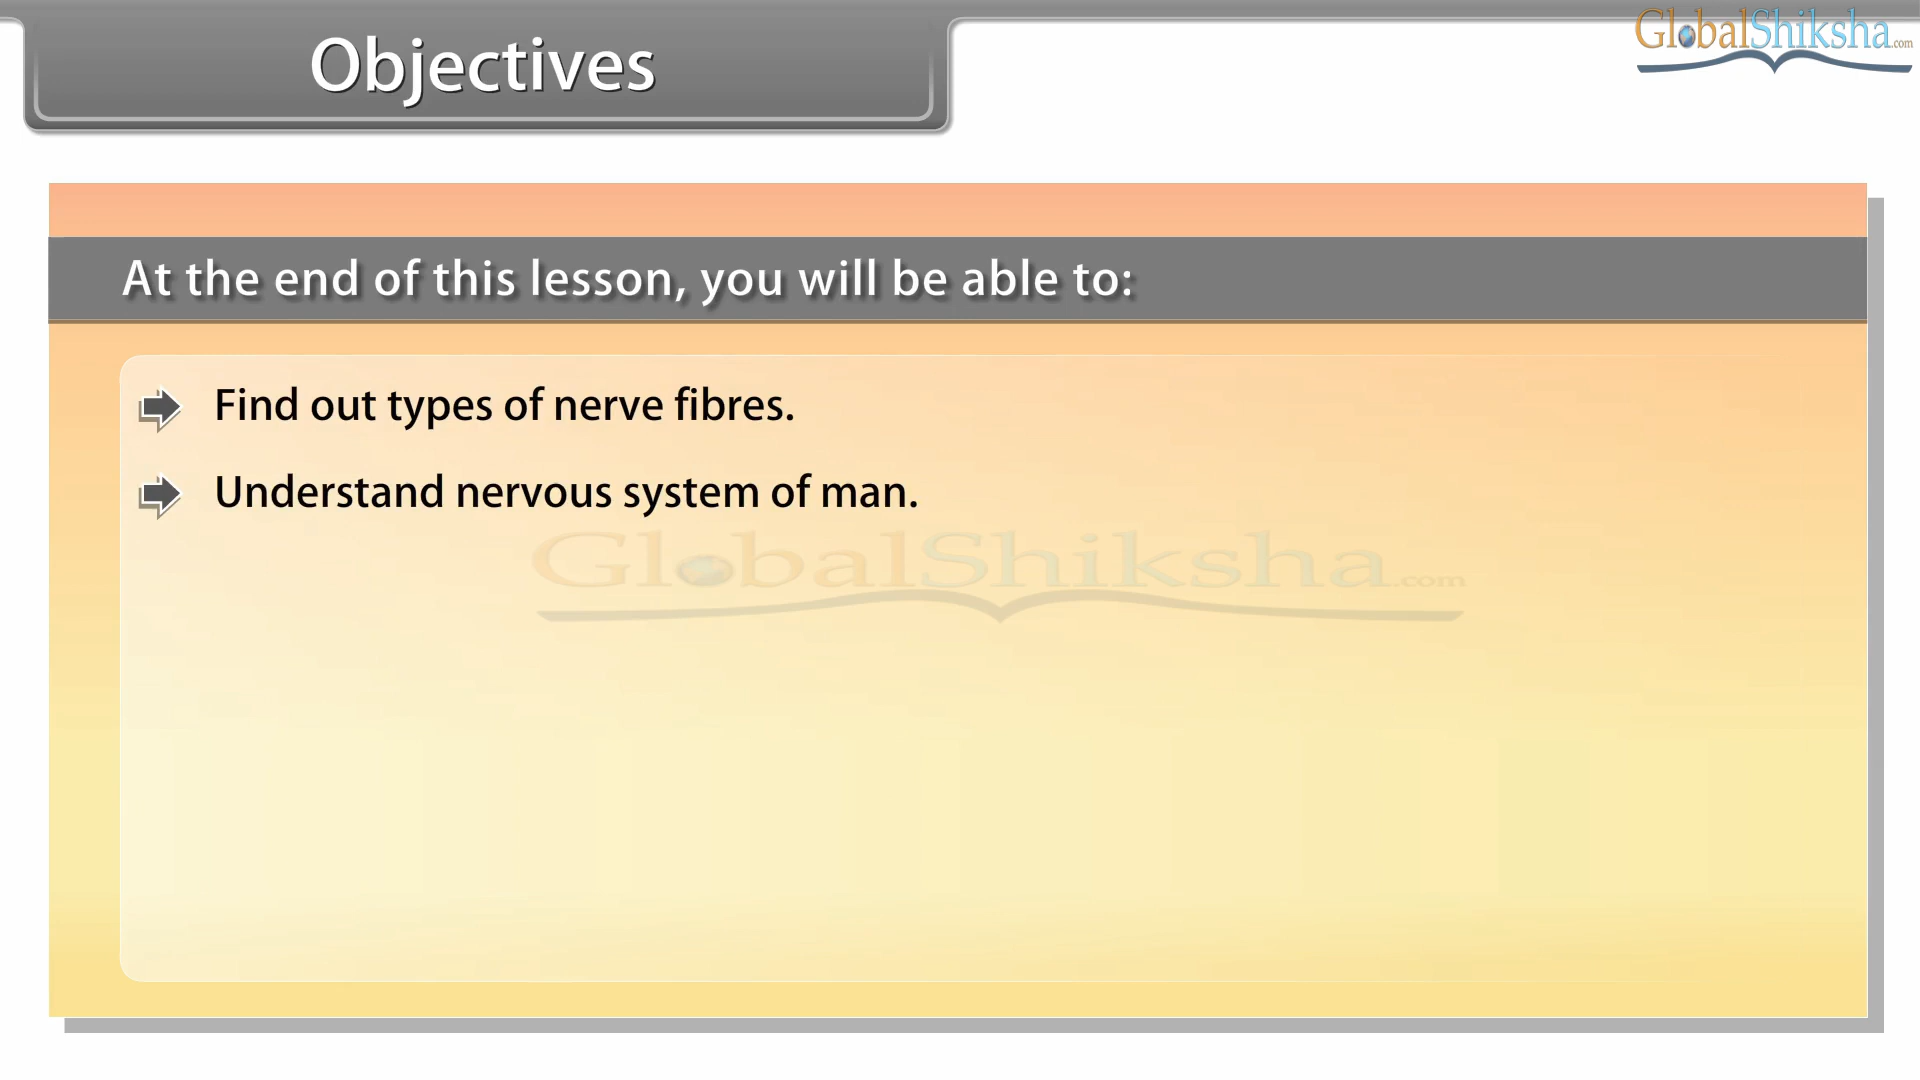 Objectives
GlobalShiksha.com
At the end of this lesson, you will be able to:
Find out types of nerve fibres.
Understand nervous system of man.
GlobalShiksha.com